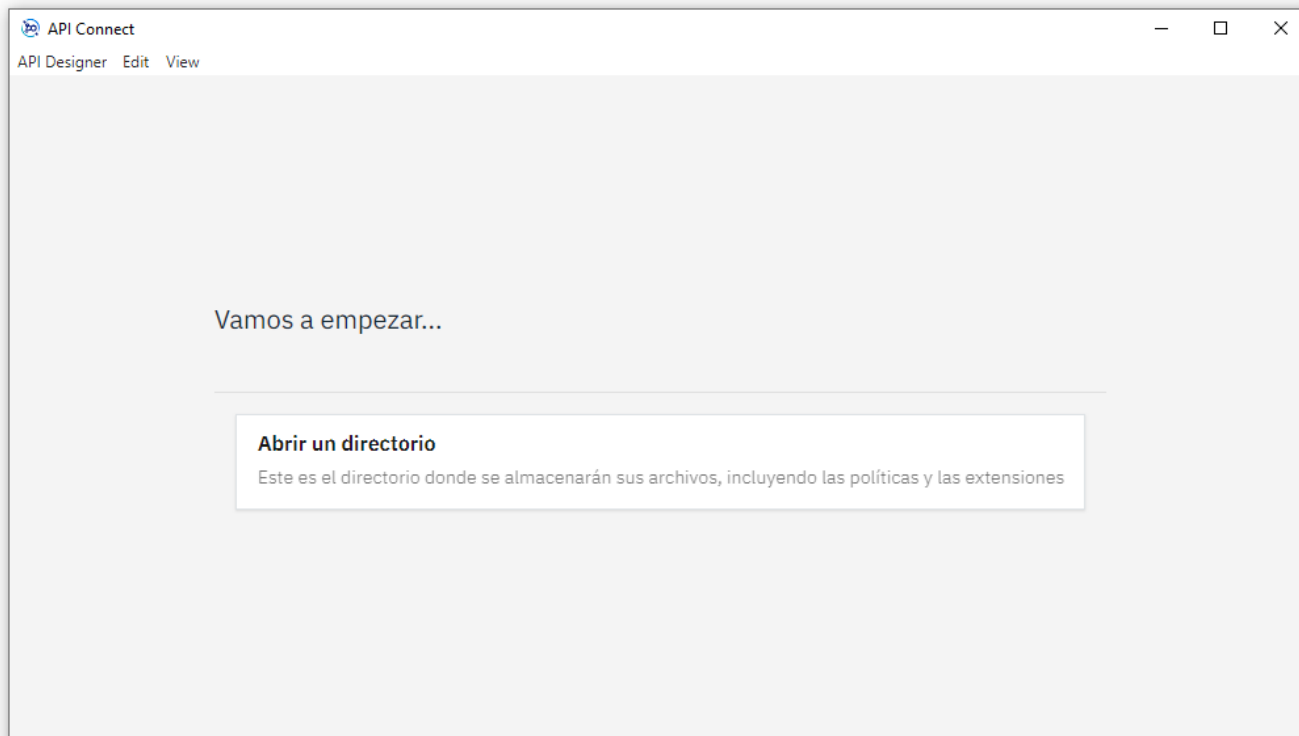 API Connect
API Designer Edit View
Vamos a empezar...
Abrir un directorio
Este es el directorio donde se almacenarán sus archivos, incluyendo las políticas y las extensiones